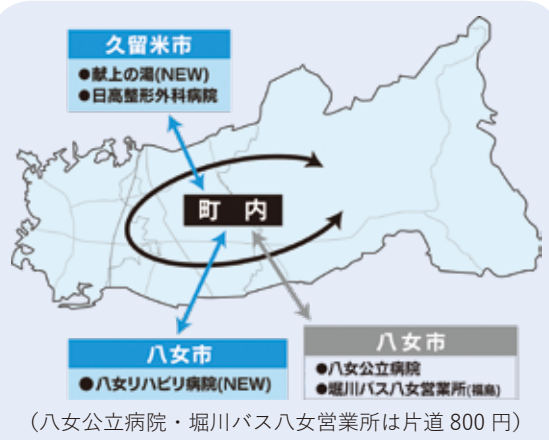 久留米市
●献上の湯(NEW)
●日高整形外科病院
町 内
八女市
●八女リハビリ病院(NEW)
八女市
●八女公立病院
●堀川バス八女営業所(福島)
(八女公立病院・堀川バス八女営業所は片道 800 円)